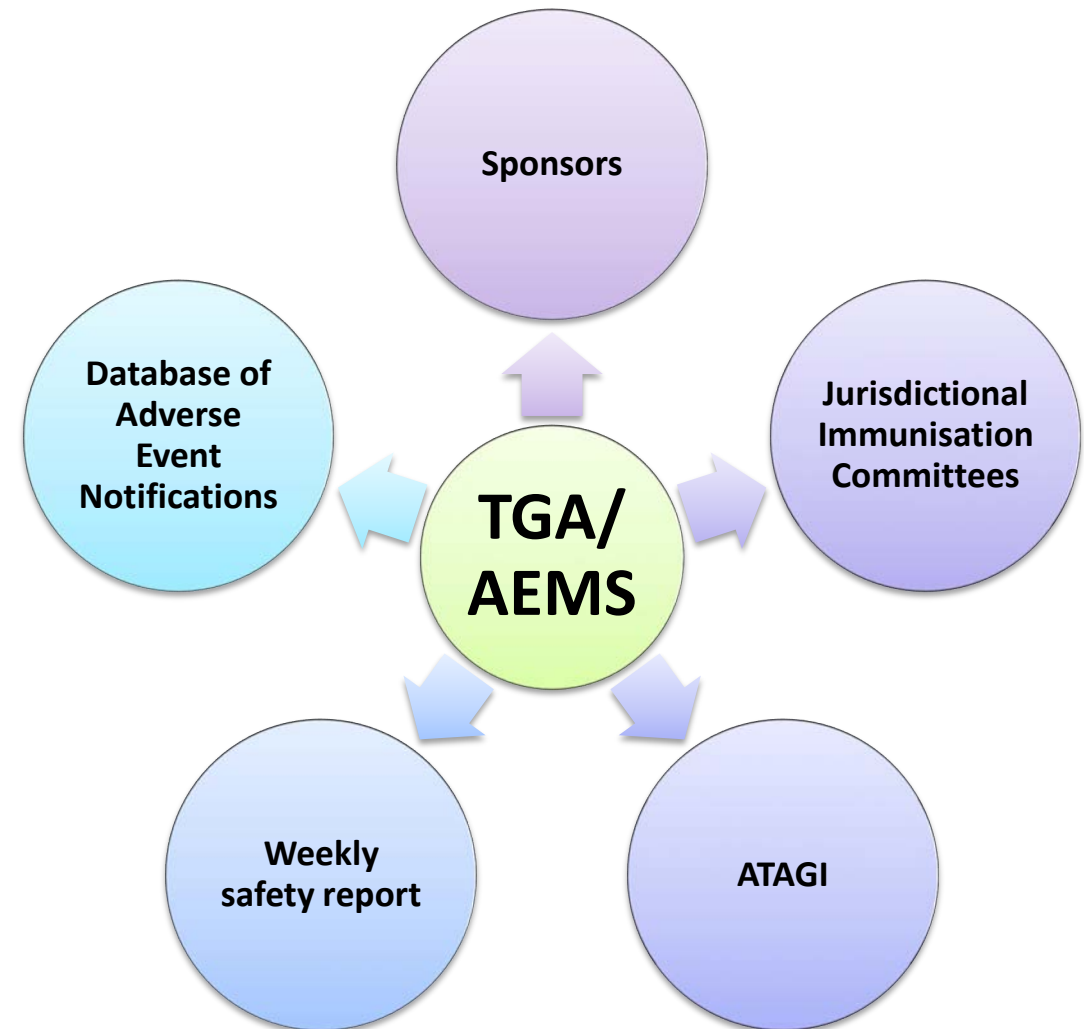 Sponsors
Database of
Adverse
Event
Notifications
Jurisdictional
Immunisation
Committees
TGA/
AEMS
Weekly
safety report
ATAGI